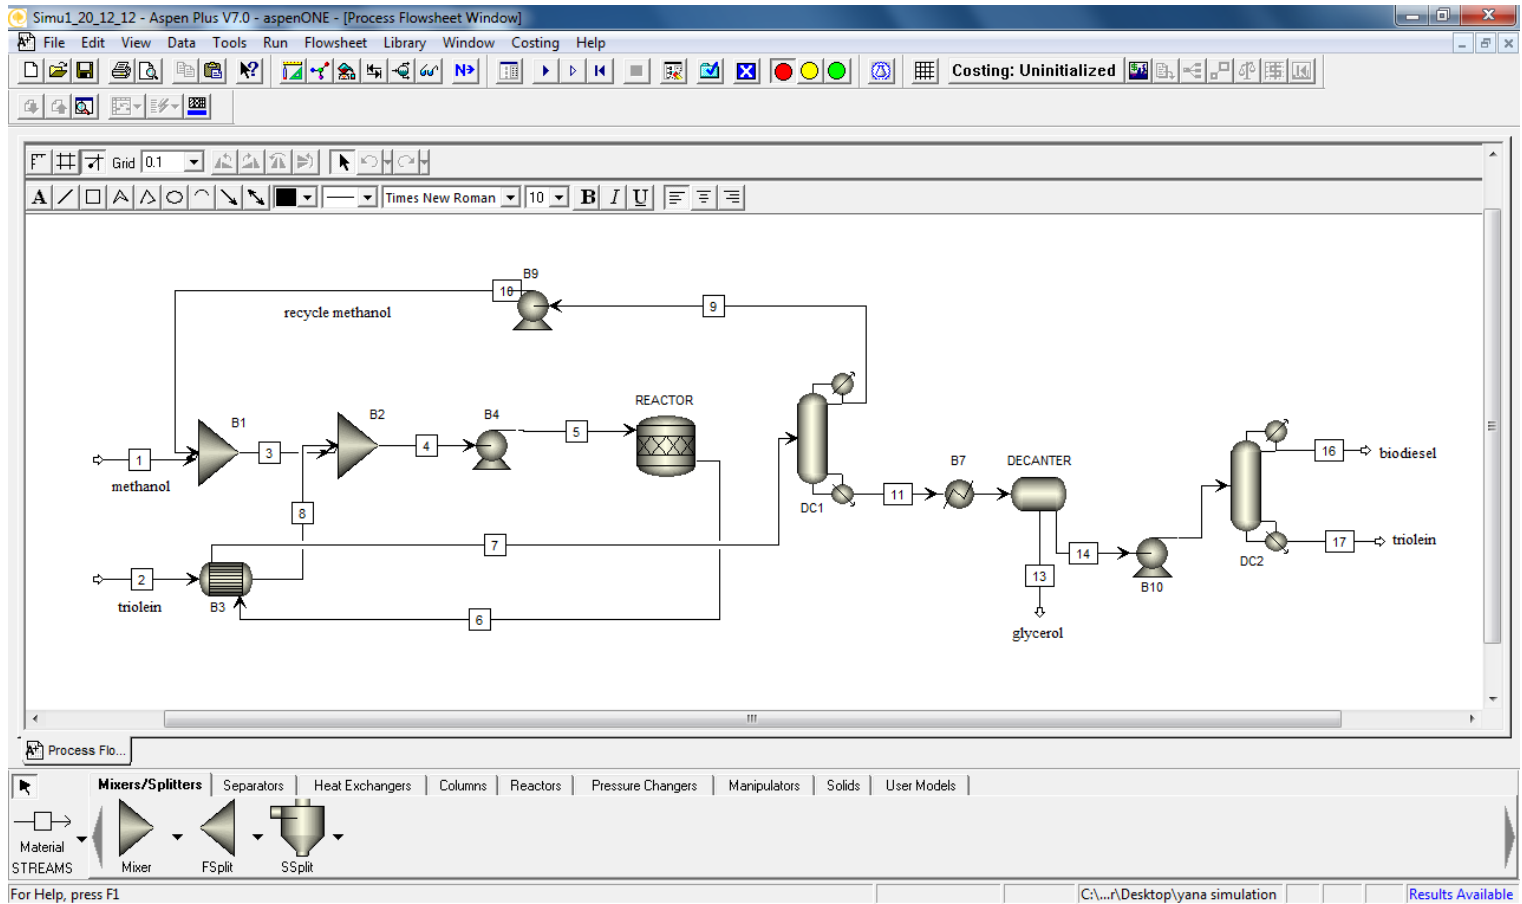 Simu1_20_12_12 - Aspen Plus V7.0 - aspenONE - [Process Flowsheet Window]
File Edit View Data Tools Run Flowsheet Library Window Costing Help
N
Costing: Uninitialized
Grid 0.1
A Times New Roman 10 B I U
B9
10
9
recycle methanol
REACTOR
B1
B2
B4
5
4
3
1
methanol
8
7
2
triolein
B3
6
DC1
11
B7
DECANTER
14
13
glycerol
B10
DC2
16
biodiesel
17
triolein
Process Flo...
Mixers/Splitters Separators Heat Exchangers Columns Reactors Pressure Changers Manipulators Solids User Models
Material
STREAMS
Mixer
FSplit
SSplit
For Help, press F1
C:\...r\Desktop\yana simulation
Results Available